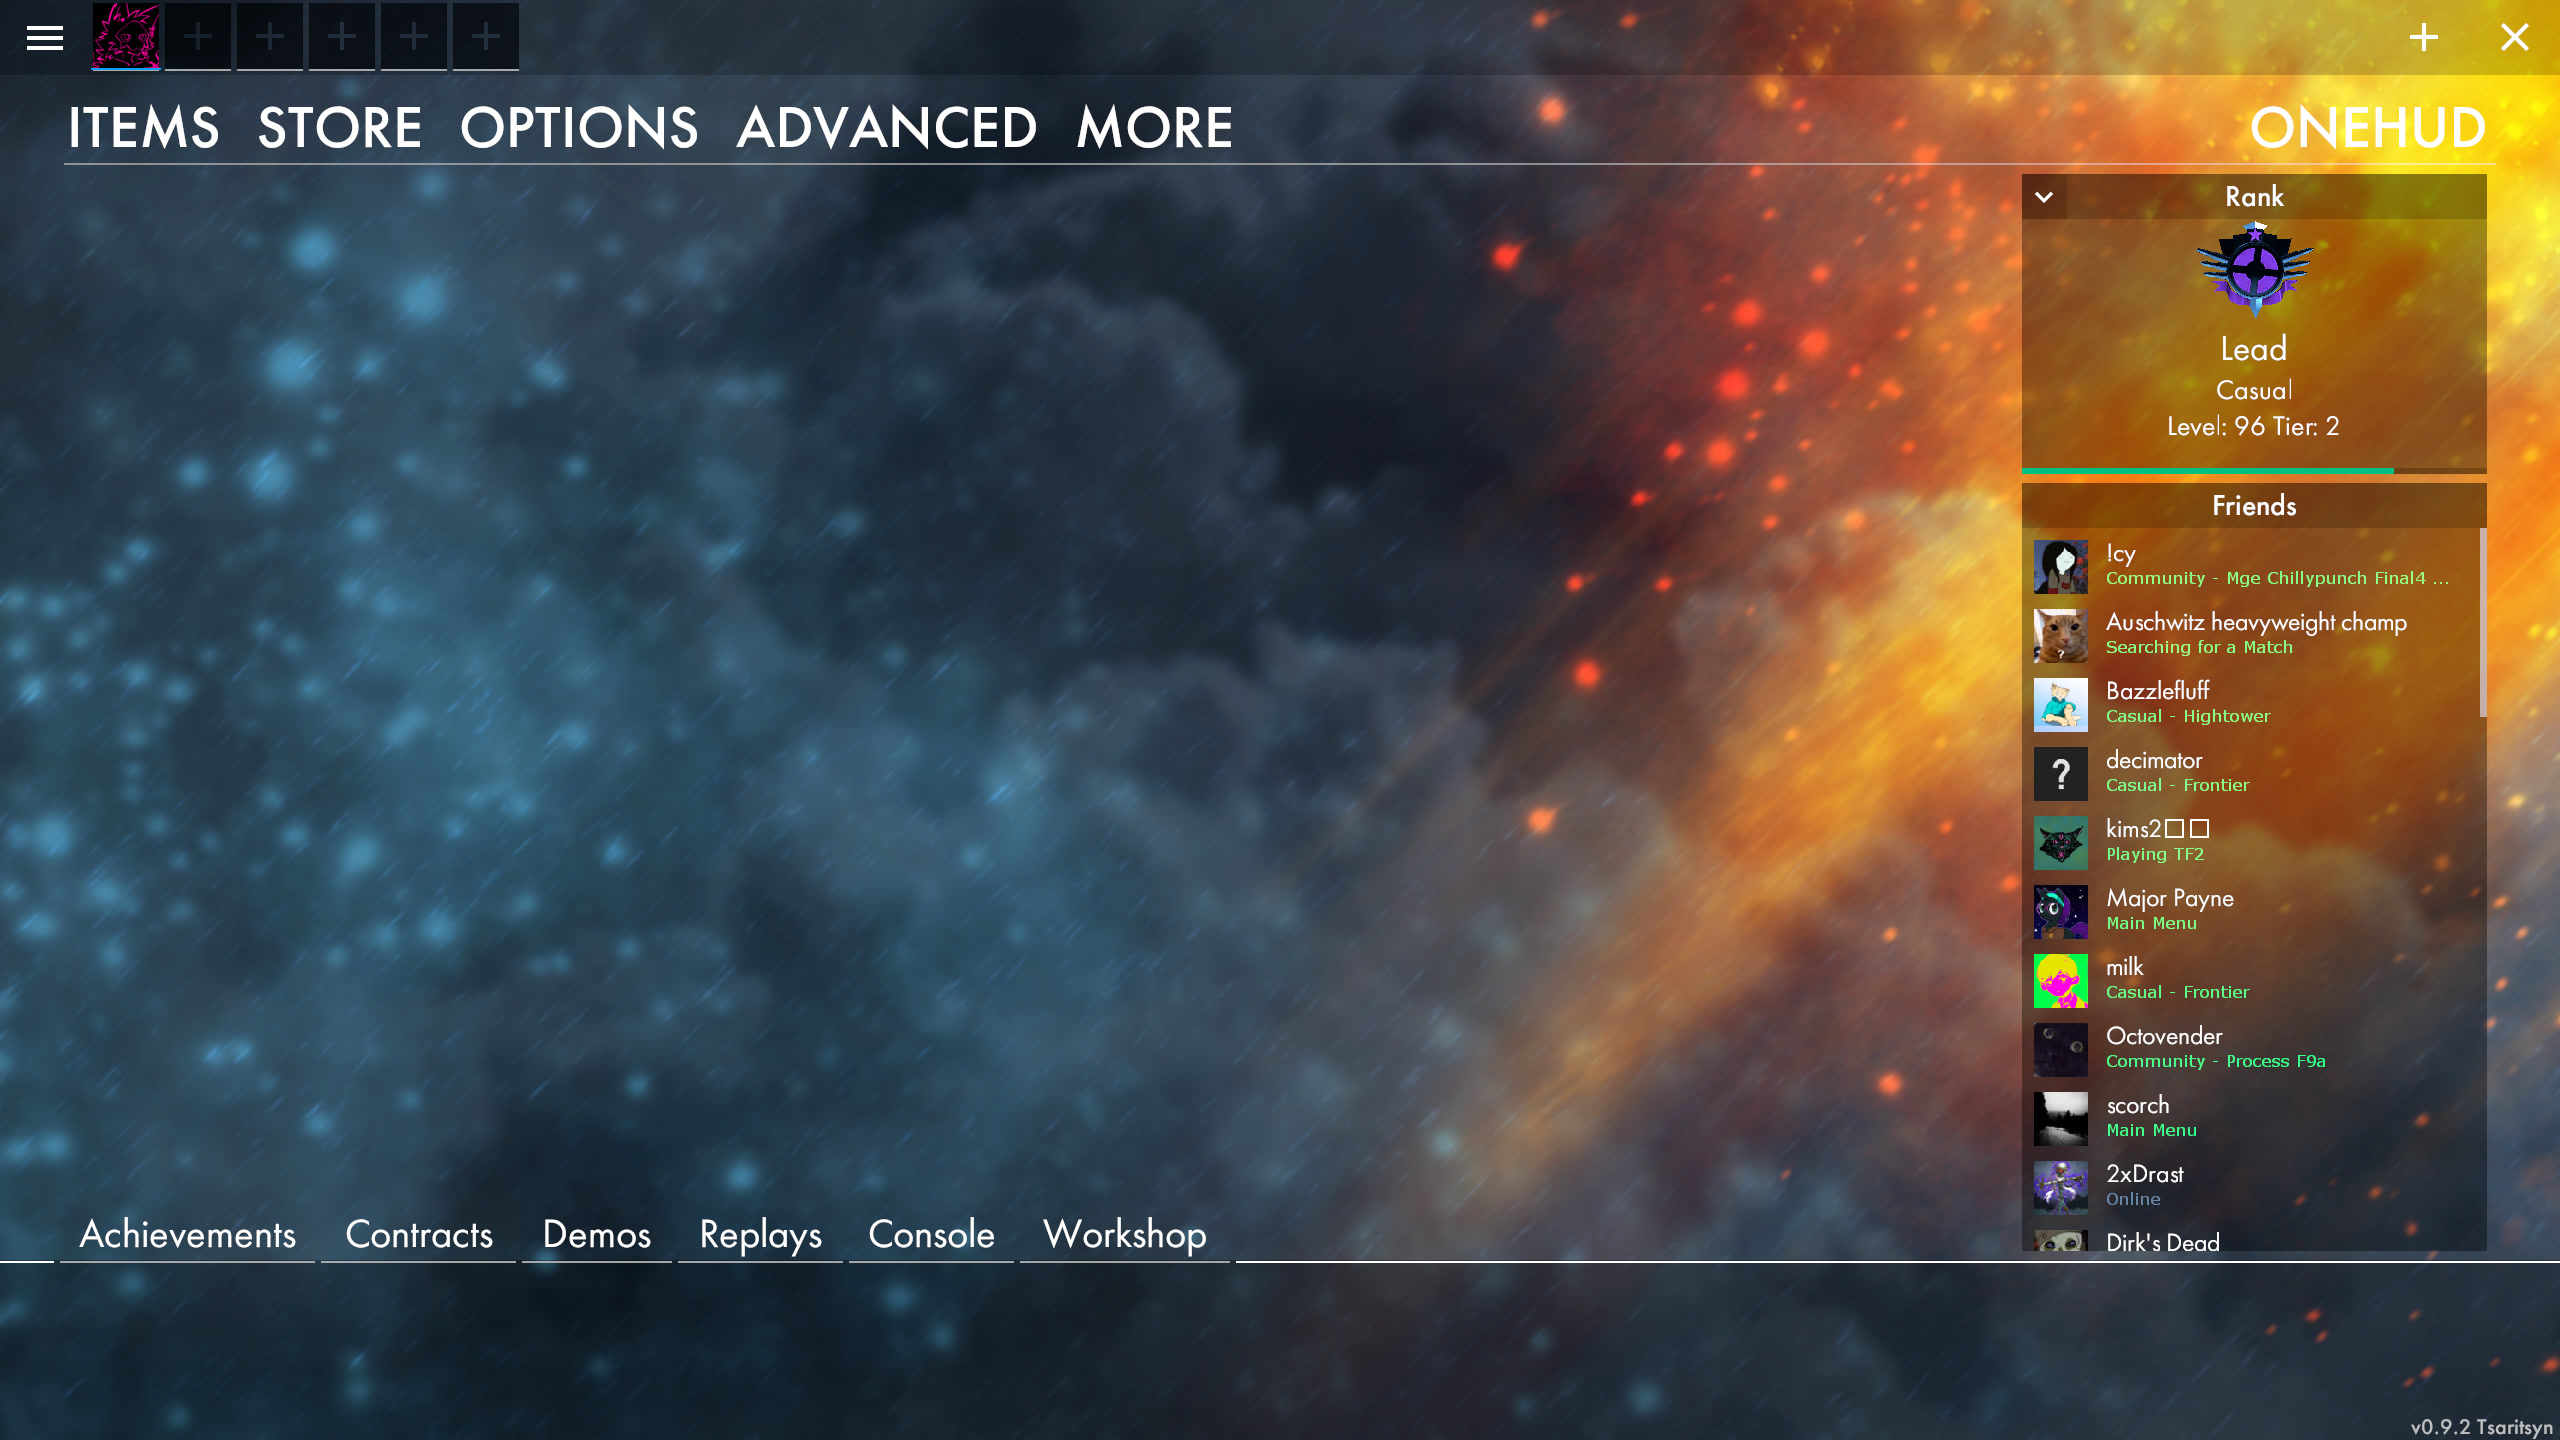 ITEMS STORE OPTIONS ADVANCED MORE
ONEHUD
Rank
Lead
Casual
Level: 96 Tier: 2
Friends
!cy
Community - Mge Chillypunch Final4 ...
Auschwitz heavyweight champ
Searching for a Match
Bazzlefluff
Casual - Hightower
decimator
Casual - Frontier
kims2□□
Playing TF2
Major Payne
Main Menu
milk
Casual - Frontier
Octovender
Community - Process F9a
scorch
Main Menu
2xDrast
Online
Dirk's Dead
Achievements Contracts Demos Replays Console Workshop
v0.9.2 Tsaritsyn